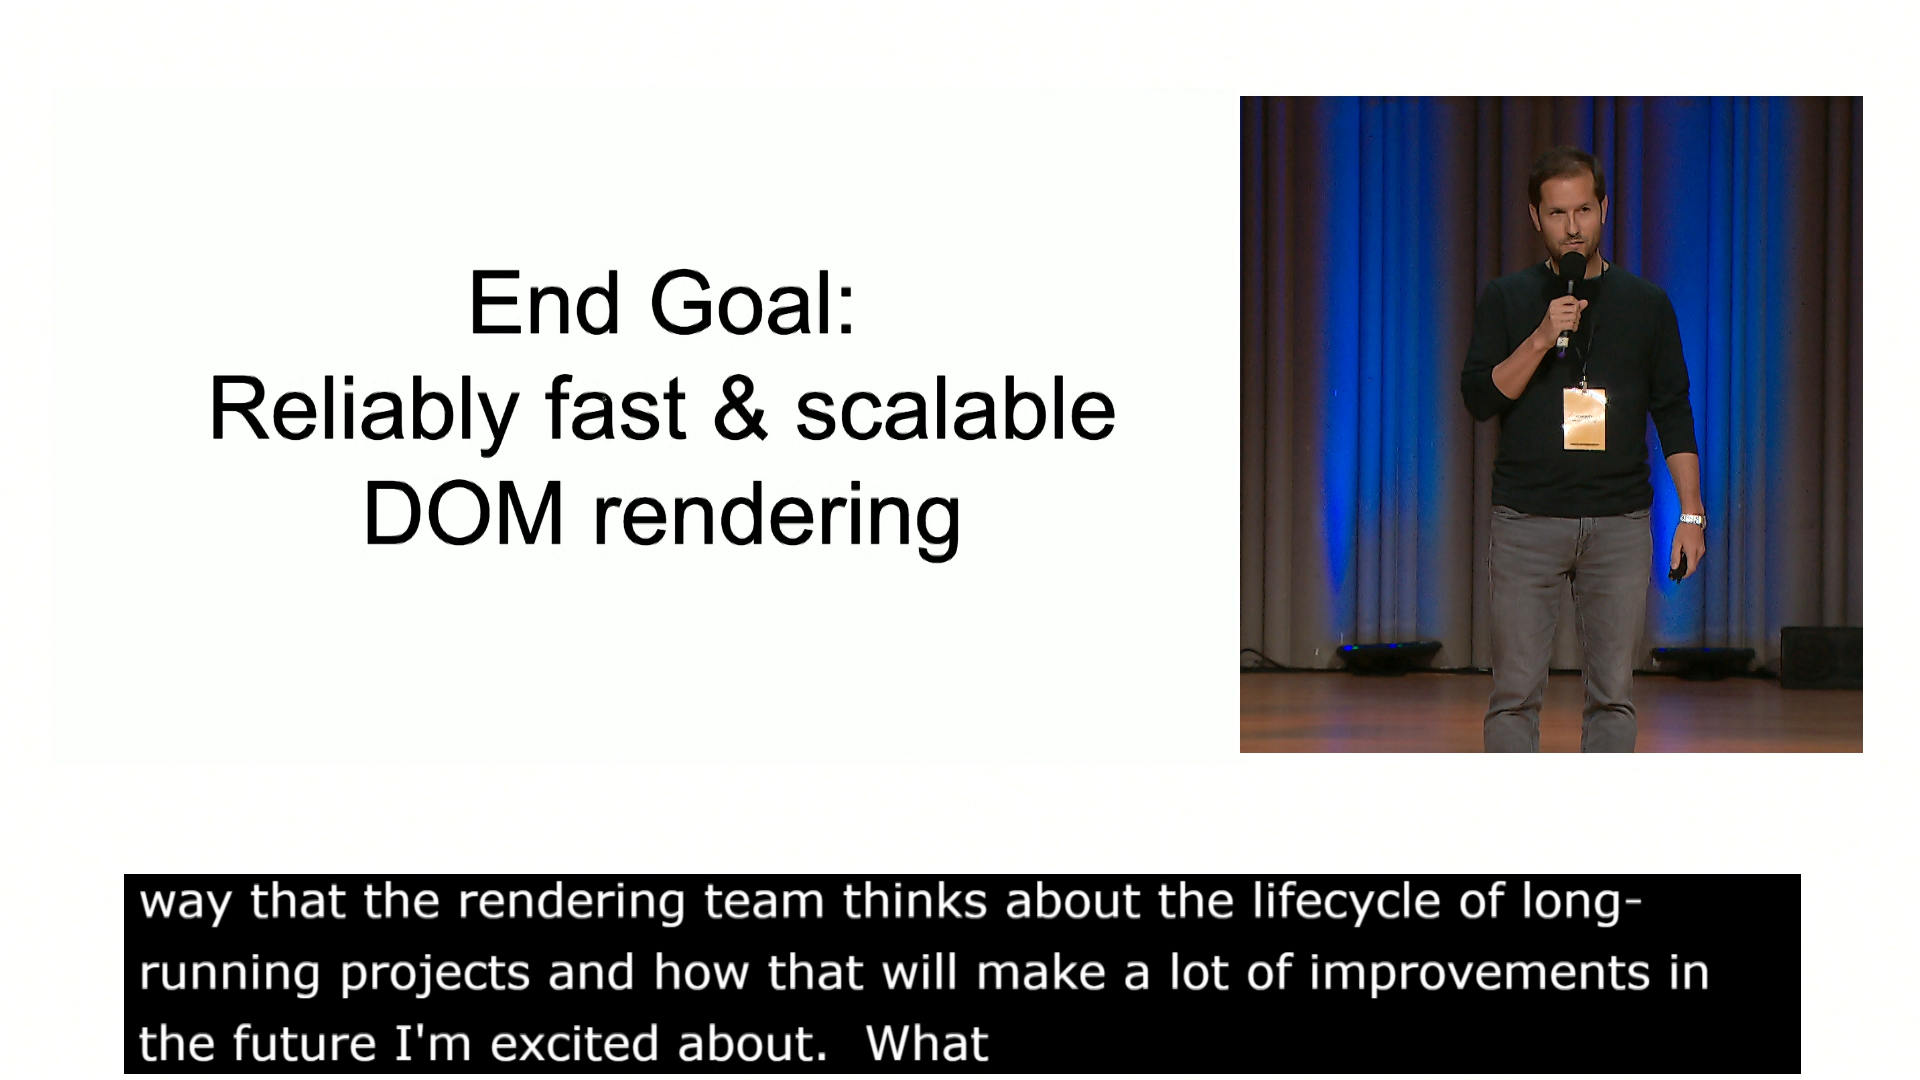 End Goal:
Reliably fast & scalable
DOM rendering
way that the rendering team thinks about the lifecycle of long-
running projects and how that will make a lot of improvements in
the future I'm excited about.  What